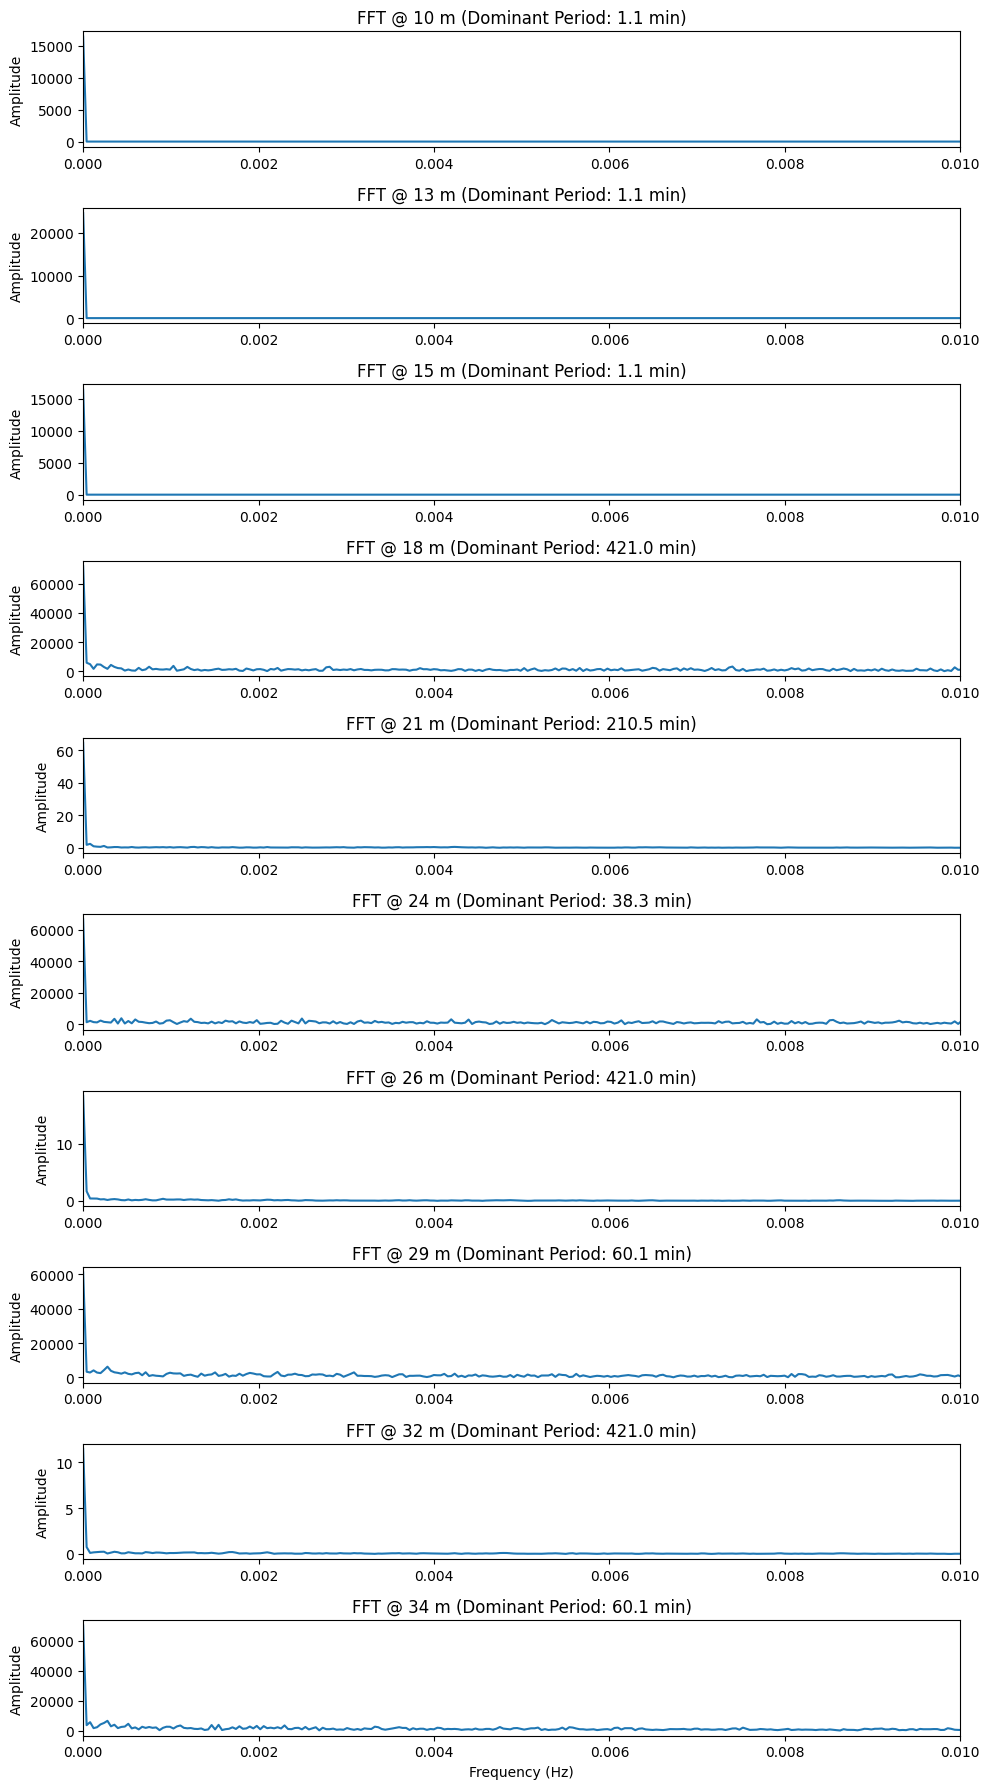 FFT @ 10 m (Dominant Period: 1.1 min)
Amplitude
15000
10000
5000
0
0.000 0.002 0.004 0.006 0.008 0.010
FFT @ 13 m (Dominant Period: 1.1 min)
Amplitude
20000
10000
0
0.000 0.002 0.004 0.006 0.008 0.010
FFT @ 15 m (Dominant Period: 1.1 min)
Amplitude
15000
10000
5000
0
0.000 0.002 0.004 0.006 0.008 0.010
FFT @ 18 m (Dominant Period: 421.0 min)
Amplitude
60000
40000
20000
0
0.000 0.002 0.004 0.006 0.008 0.010
FFT @ 21 m (Dominant Period: 210.5 min)
Amplitude
60
40
20
0
0.000 0.002 0.004 0.006 0.008 0.010
FFT @ 24 m (Dominant Period: 38.3 min)
Amplitude
60000
40000
20000
0
0.000 0.002 0.004 0.006 0.008 0.010
FFT @ 26 m (Dominant Period: 421.0 min)
Amplitude
10
0
0.000 0.002 0.004 0.006 0.008 0.010
FFT @ 29 m (Dominant Period: 60.1 min)
Amplitude
60000
40000
20000
0
0.000 0.002 0.004 0.006 0.008 0.010
FFT @ 32 m (Dominant Period: 421.0 min)
Amplitude
10
5
0
0.000 0.002 0.004 0.006 0.008 0.010
FFT @ 34 m (Dominant Period: 60.1 min)
Amplitude
60000
40000
20000
0
0.000 0.002 0.004 0.006 0.008 0.010
Frequency (Hz)